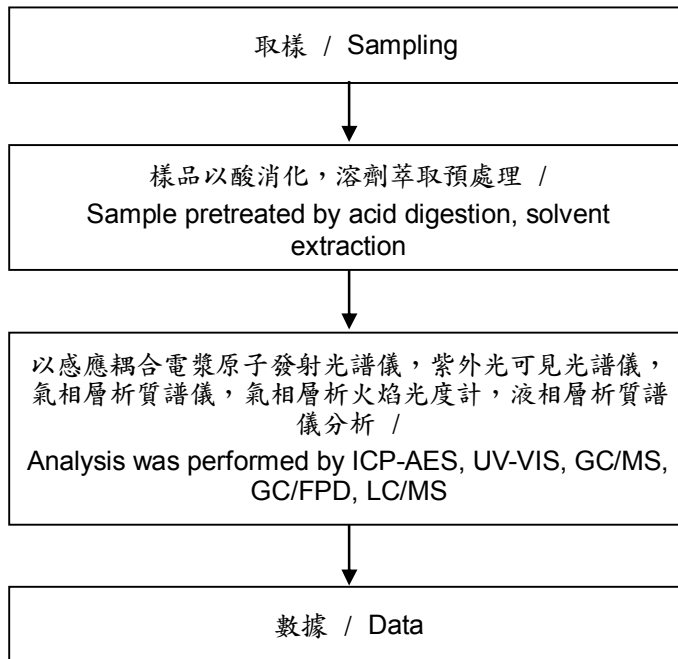 取樣 / Sampling
樣品以酸消化，溶劑萃取預處理 /
Sample pretreated by acid digestion, solvent
extraction
以感應耦合電漿原子發射光譜儀，紫外光可見光譜儀，
氣相層析質譜儀，氣相層析火焰光度計，液相層析質譜
儀分析 /
Analysis was performed by ICP-AES, UV-VIS, GC/MS,
GC/FPD, LC/MS
數據 / Data